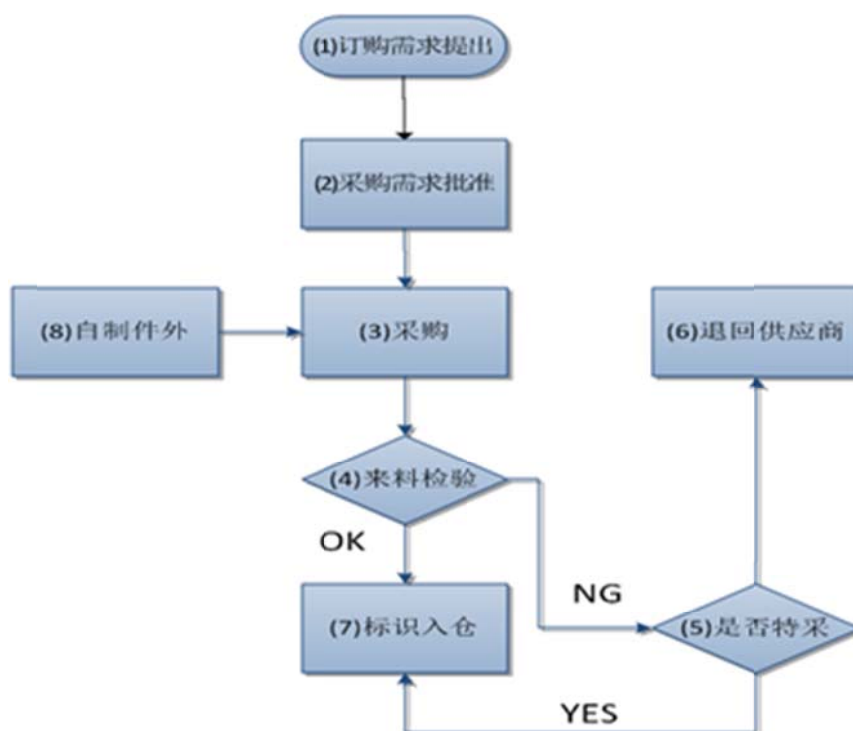 (1)订购需求提出
(2)采购需求批准
(8)自制件外
(3)采购
(6)退回供应商
(4)来料检验
OK
NG
(7)标识入仓
(5)是否特采
YES